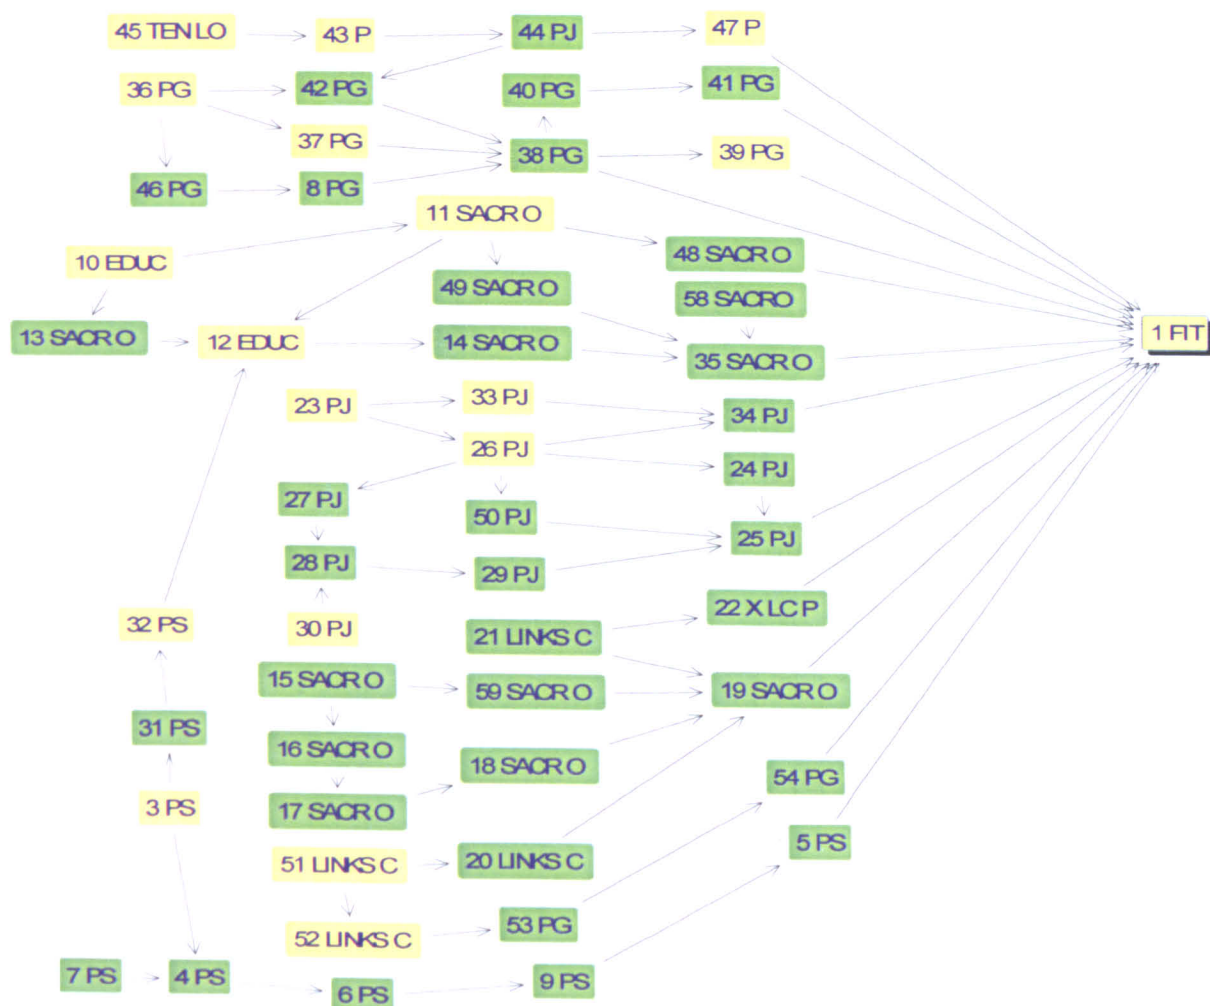 45 TENLO
43 P
44 PJ
47 P
36 PG
42 PG
40 PG
41 PG
37 PG
38 PG
39 PG
46 PG
8 PG
11 SACRO
10 EDUC
48 SACRO
49 SACRO
58 SACRO
13 SACRO
12 EDUC
14 SACRO
35 SACRO
1 FIT
23 PJ
33 PJ
34 PJ
26 PJ
24 PJ
27 PJ
50 PJ
25 PJ
28 PJ
29 PJ
32 PS
30 PJ
21 LINKS C
22 X LC P
15 SACRO
59 SACRO
19 SACRO
31 PS
16 SACRO
18 SACRO
54 PG
3 PS
17 SACRO
5 PS
51 LINKS C
20 LINKS C
52 LINKS C
53 PG
7 PS
4 PS
6 PS
9 PS